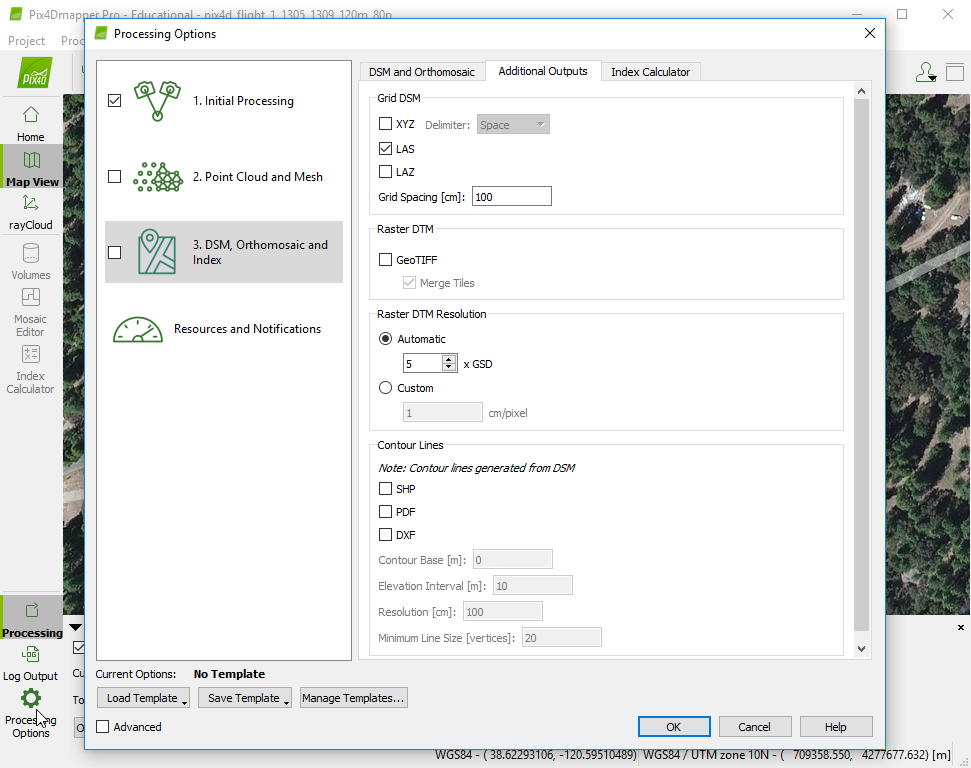 Pix4Dmapper Pro - Educational - pix4d_flight_1_1305_1309_120m_80p
Project
Proc
Processing Options
PIX4D
Home
Map View
rayCloud
Volumes
Mosaic
Editor
Index
Calculator
Processing
Log Output
Processing
Options
1. Initial Processing
2. Point Cloud and Mesh
3. DSM, Orthomosaic and
Index
Resources and Notifications
DSM and Orthomosaic
Additional Outputs
Index Calculator
Grid DSM
XYZ Delimiter: Space
LAS
LAZ
Grid Spacing [cm]: 100
Raster DTM
GeoTIFF
Merge Tiles
Raster DTM Resolution
Automatic
5 x GSD
Custom
1 cm/pixel
Contour Lines
Note: Contour lines generated from DSM
SHP
PDF
DXF
Contour Base [m]: 0
Elevation Interval [m]: 10
Resolution [cm]: 100
Minimum Line Size [vertices]: 20
Cu
To
O
Current Options: No Template
Load Template
Save Template
Manage Templates...
Advanced
OK
Cancel
Help
WGS84 - ( 38.62293106, -120.59510489) WGS84 / UTM zone 10N - ( 709358.550, 4277677.632) [m]